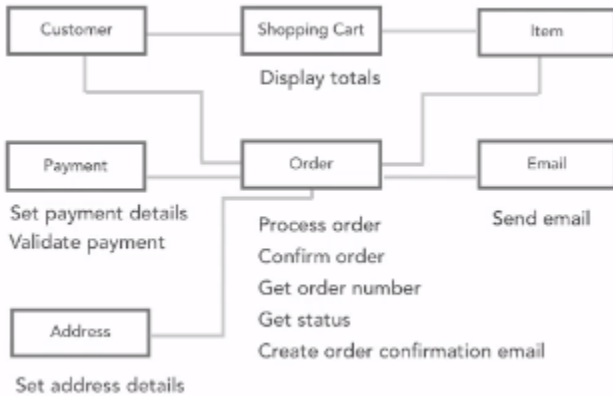 Customer
Shopping Cart
Item
Display totals
Payment
Order
Email
Set payment details
Validate payment
Process order
Confirm order
Get order number
Get status
Create order confirmation email
Send email
Address
Set address details